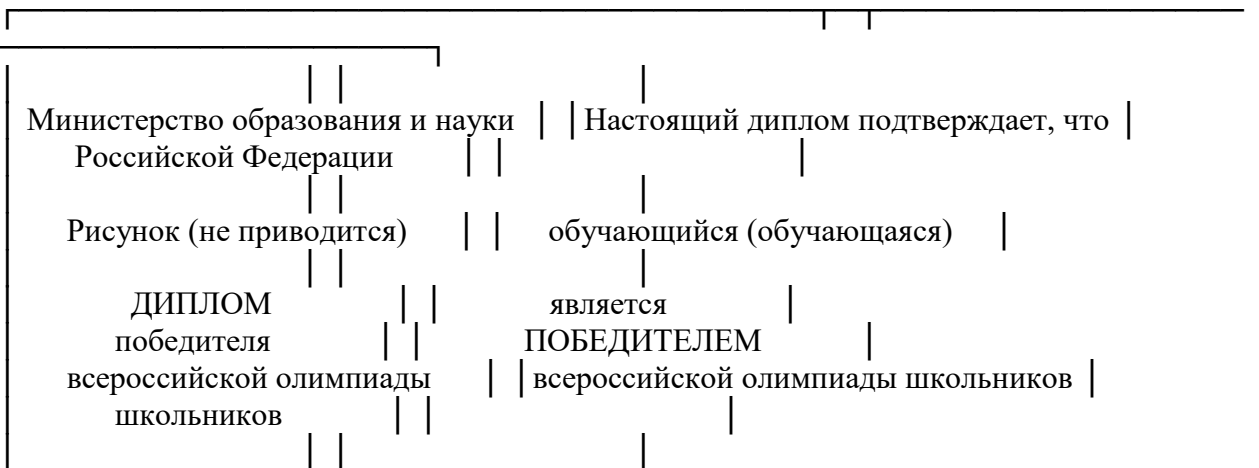 Министерство образования и науки Настоящий диплом подтверждает, что
Российской Федерации
Рисунок (не приводится) обучающийся (обучающаяся)
ДИПЛОМ является
победителя ПОБЕДИТЕЛЕМ
всероссийской олимпиады всероссийской олимпиады школьников
школьников